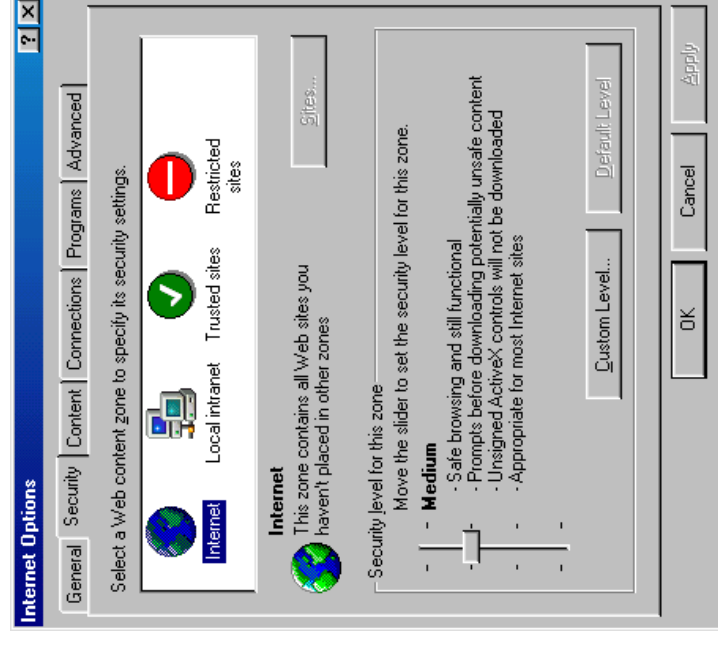 Internet Options
General Security Content Connections Programs Advanced
Select a Web content zone to specify its security settings.
Internet Local intranet Trusted sites Restricted
sites
Internet
This zone contains all Web sites you
haven't placed in other zones
Sites...
Security level for this zone
Move the slider to set the security level for this zone.
Medium
- Safe browsing and still functional
- Prompts before downloading potentially unsafe content
- Unsigned ActiveX controls will not be downloaded
- Appropriate for most Internet sites
Custom Level... Default Level
OK Cancel Apply